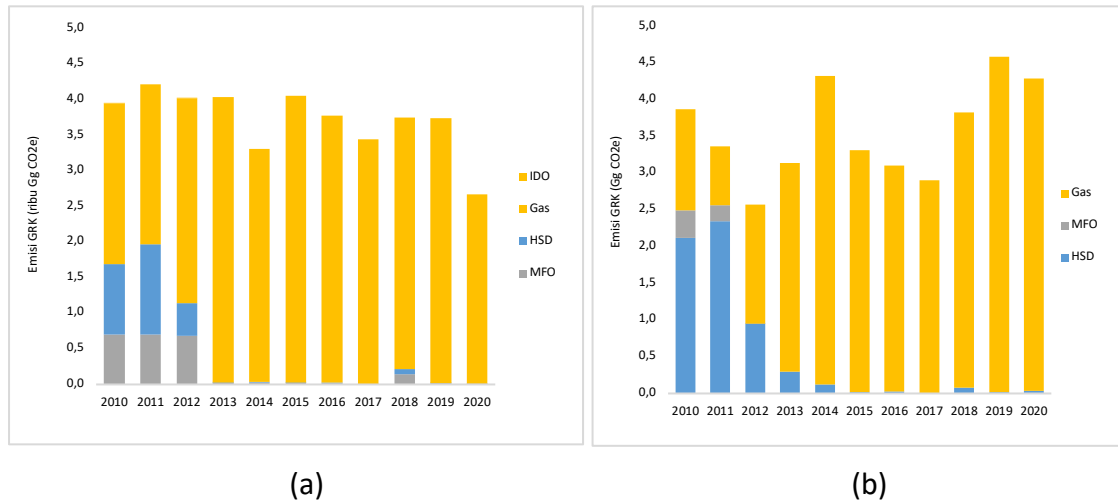 5,0
4,5
4,0
3,5
3,0
2,5
2,0
1,5
1,0
0,5
0,0
Emisi GRK (ribu Gg CO2e)
2010 2011 2012 2013 2014 2015 2016 2017 2018 2019 2020
IDO
Gas
HSD
MFO
(a)
5,0
4,5
4,0
3,5
3,0
2,5
2,0
1,5
1,0
0,5
0,0
Emisi GRK (Gg CO2e)
2010 2011 2012 2013 2014 2015 2016 2017 2018 2019 2020
Gas
MFO
HSD
(b)